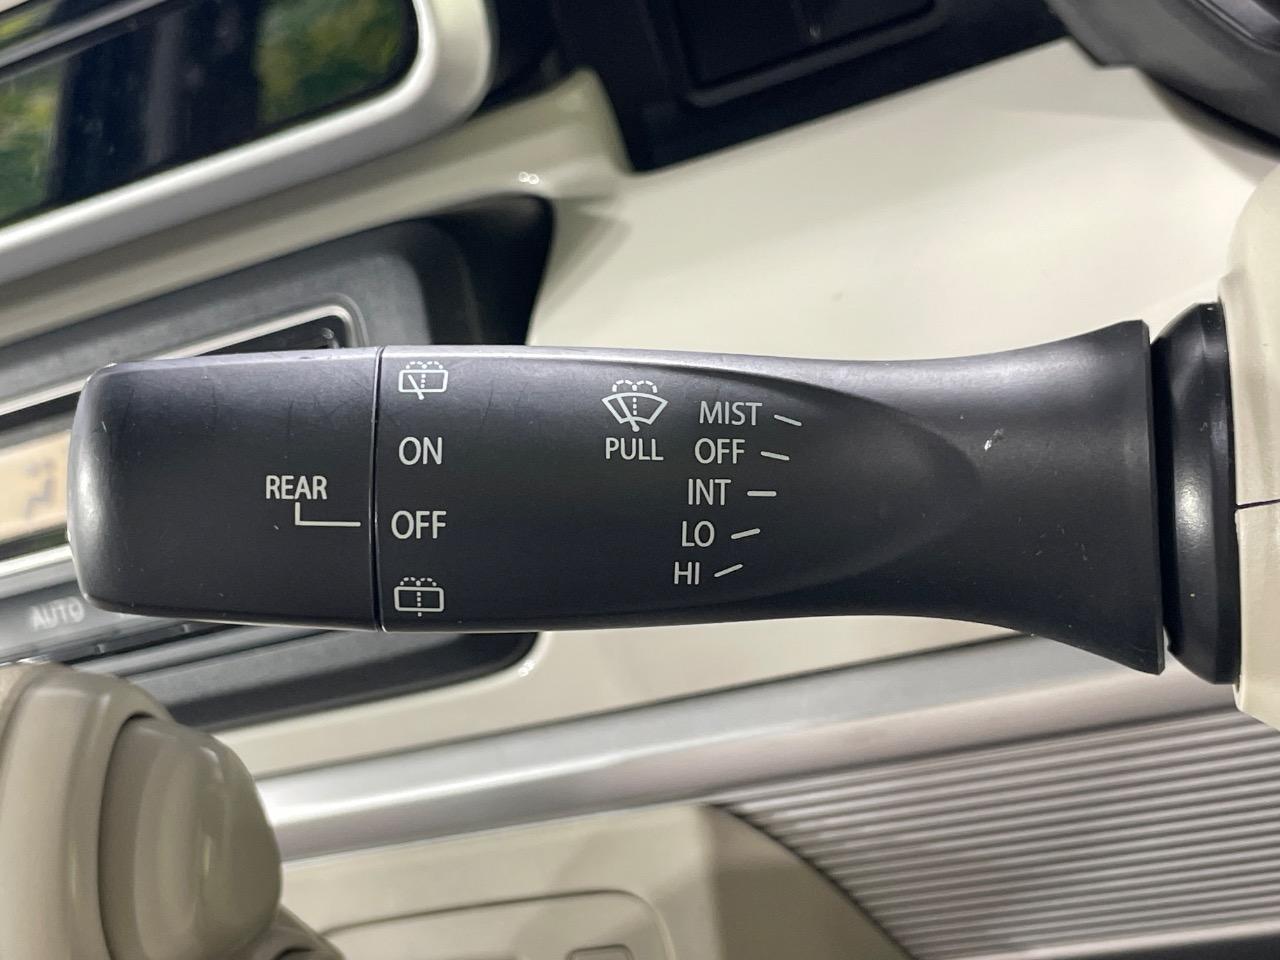 REAR
ON
OFF
PULL
MIST
OFF
INT
LO
HI
AUTO